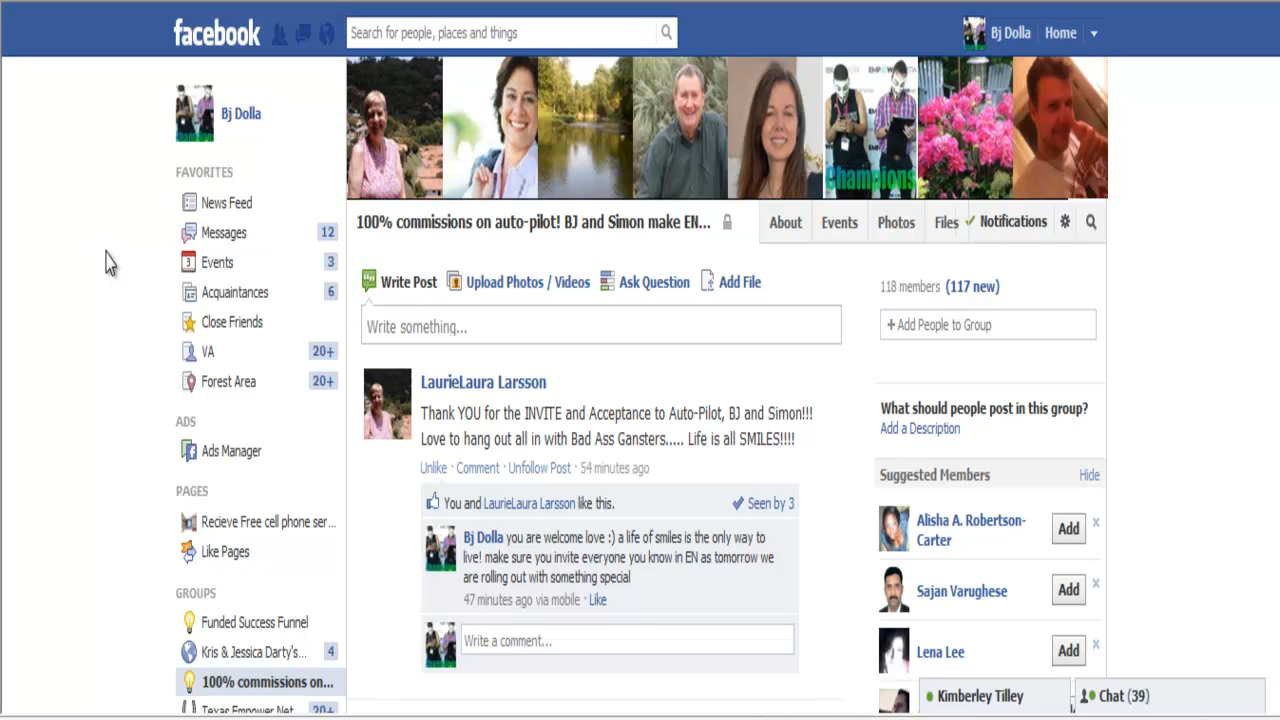 facebook
Search for people, places and things
Bj Dolla
Home
Bj Dolla
FAVORITES
News Feed
Messages 12
Events 3
Acquaintances 6
Close Friends
VA 20+
Forest Area 20+
ADS
Ads Manager
PAGES
Recieve Free cell phone ser...
Like Pages
GROUPS
Funded Success Funnel
Kris & Jessica Darty's... 4
100% commissions on...
Texas Empower Net 20+
Champions
100% commissions on auto-pilot! BJ and Simon make EN...
About Events Photos Files Notifications
Write Post Upload Photos / Videos Ask Question Add File
Write something...
LaurieLaura Larsson
Thank YOU for the INVITE and Acceptance to Auto-Pilot, BJ and Simon!!!
Love to hang out all in with Bad Ass Gansters..... Life is all SMILES!!!!
Unlike · Comment · Unfollow Post · 54 minutes ago
You and LaurieLaura Larsson like this.
Seen by 3
Bj Dolla you are welcome love :) a life of smiles is the only way to
live! make sure you invite everyone you know in EN as tomorrow we
are rolling out with something special
47 minutes ago via mobile · Like
Write a comment...
118 members (117 new)
+ Add People to Group
What should people post in this group?
Add a Description
Suggested Members
Hide
Alisha A. Robertson-
Carter
Add
Sajan Varughese
Add
Lena Lee
Add
Kimberley Tilley
Chat (39)